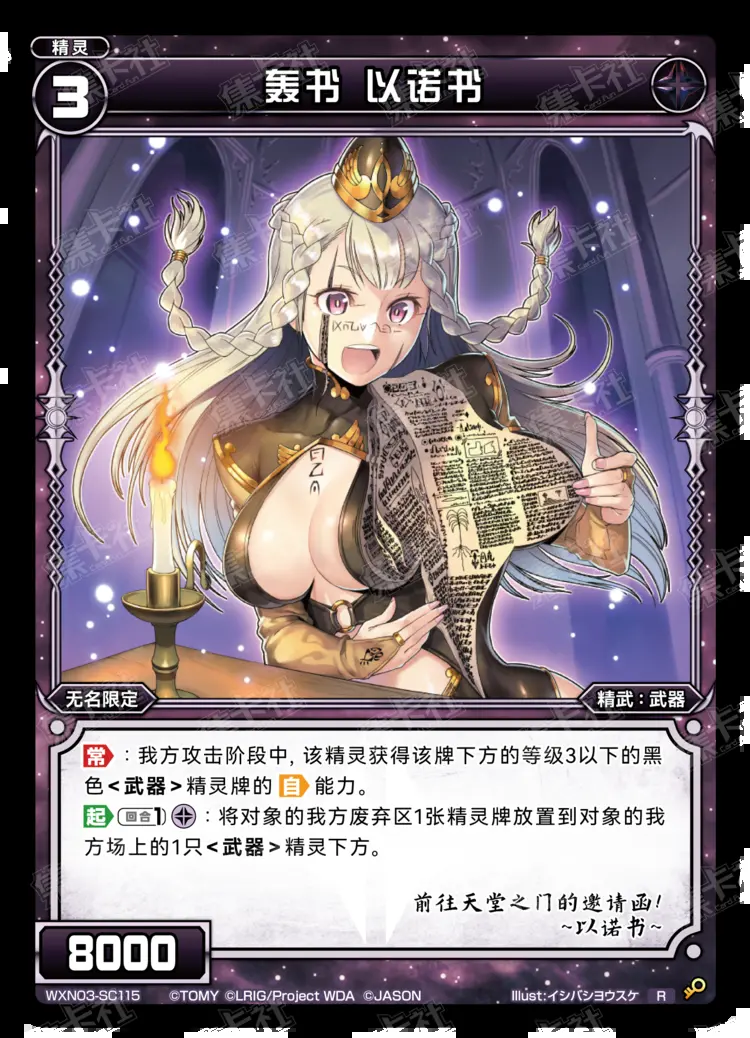 精灵
3
轰书 以诺书
无名限定
精武：武器
常：我方攻击阶段中，该精灵获得该牌下方的等级3以下的黑
色<武器>精灵牌的 自 能力。
起 回合1：将对象的我方废弃区1张精灵牌放置到对象的我
方场上的1只<武器>精灵下方。
前往天堂之门的邀请函！
~以诺书~
8000
WXN03-SC115 ©TOMY ©LRIG/Project WDA ©JASON Illust:イシバシヨウスケ R
集卡社